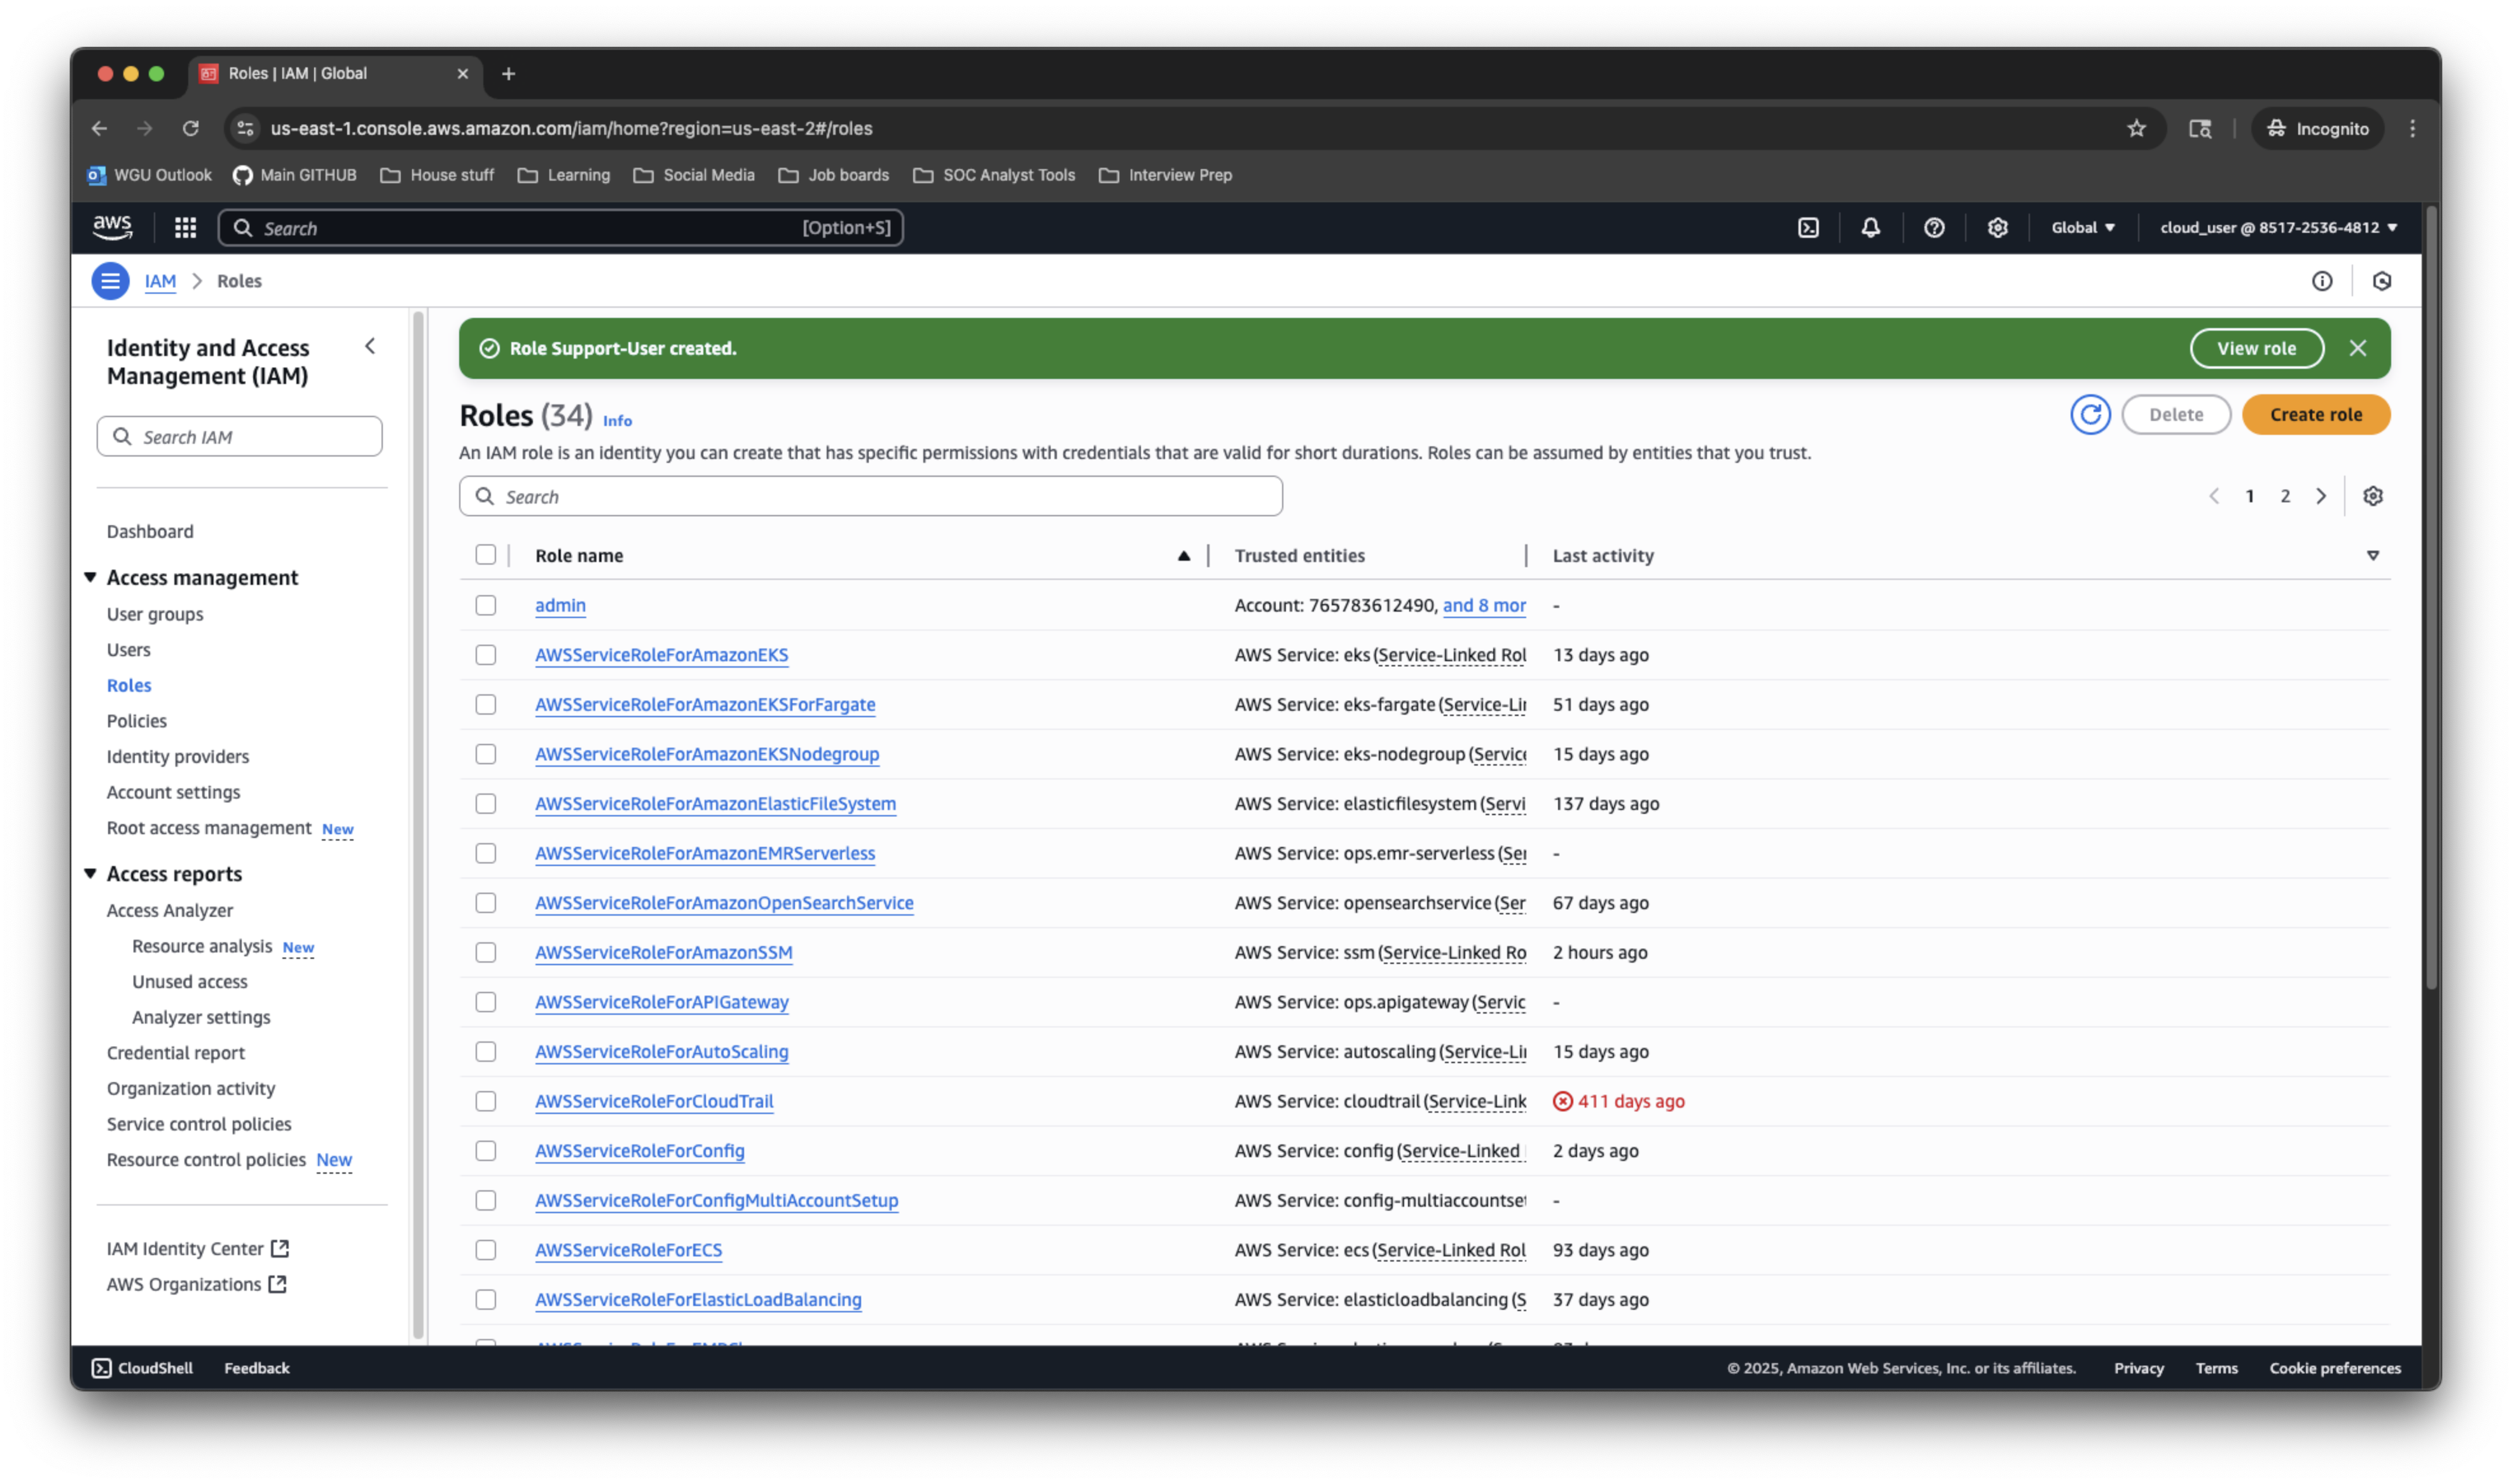 Roles | IAM | Global
us-east-1.console.aws.amazon.com/iam/home?region=us-east-2#/roles
Incognito
WGU Outlook
Main GITHUB
House stuff
Learning
Social Media
Job boards
SOC Analyst Tools
Interview Prep
aws
Search
[Option+S]
Global
cloud_user @ 8517-2536-4812
IAM > Roles
Identity and Access
Management (IAM)
Search IAM
Dashboard
Access management
User groups
Users
Roles
Policies
Identity providers
Account settings
Root access management New
Access reports
Access Analyzer
Resource analysis New
Unused access
Analyzer settings
Credential report
Organization activity
Service control policies
Resource control policies New
IAM Identity Center
AWS Organizations
Role Support-User created.
View role
Roles (34) Info
Delete
Create role
An IAM role is an identity you can create that has specific permissions with credentials that are valid for short durations. Roles can be assumed by entities that you trust.
Search
1 2
Role name Trusted entities Last activity
admin Account: 765783612490, and 8 mor -
AWSServiceRoleForAmazonEKS AWS Service: eks (Service-Linked Rol 13 days ago
AWSServiceRoleForAmazonEKSForFargate AWS Service: eks-fargate (Service-Li 51 days ago
AWSServiceRoleForAmazonEKSNodegroup AWS Service: eks-nodegroup (Service 15 days ago
AWSServiceRoleForAmazonElasticFileSystem AWS Service: elasticfilesystem (Servi 137 days ago
AWSServiceRoleForAmazonEMRServerless AWS Service: ops.emr-serverless (Ser -
AWSServiceRoleForAmazonOpenSearchService AWS Service: opensearchservice (Ser 67 days ago
AWSServiceRoleForAmazonSSM AWS Service: ssm (Service-Linked Ro 2 hours ago
AWSServiceRoleForAPIGateway AWS Service: ops.apigateway (Servic -
AWSServiceRoleForAutoScaling AWS Service: autoscaling (Service-Li 15 days ago
AWSServiceRoleForCloudTrail AWS Service: cloudtrail (Service-Link 411 days ago
AWSServiceRoleForConfig AWS Service: config (Service-Linked 2 days ago
AWSServiceRoleForConfigMultiAccountSetup AWS Service: config-multiaccountset -
AWSServiceRoleForECS AWS Service: ecs (Service-Linked Rol 93 days ago
AWSServiceRoleForElasticLoadBalancing AWS Service: elasticloadbalancing (S 37 days ago
CloudShell
Feedback
© 2025, Amazon Web Services, Inc. or its affiliates.
Privacy
Terms
Cookie preferences